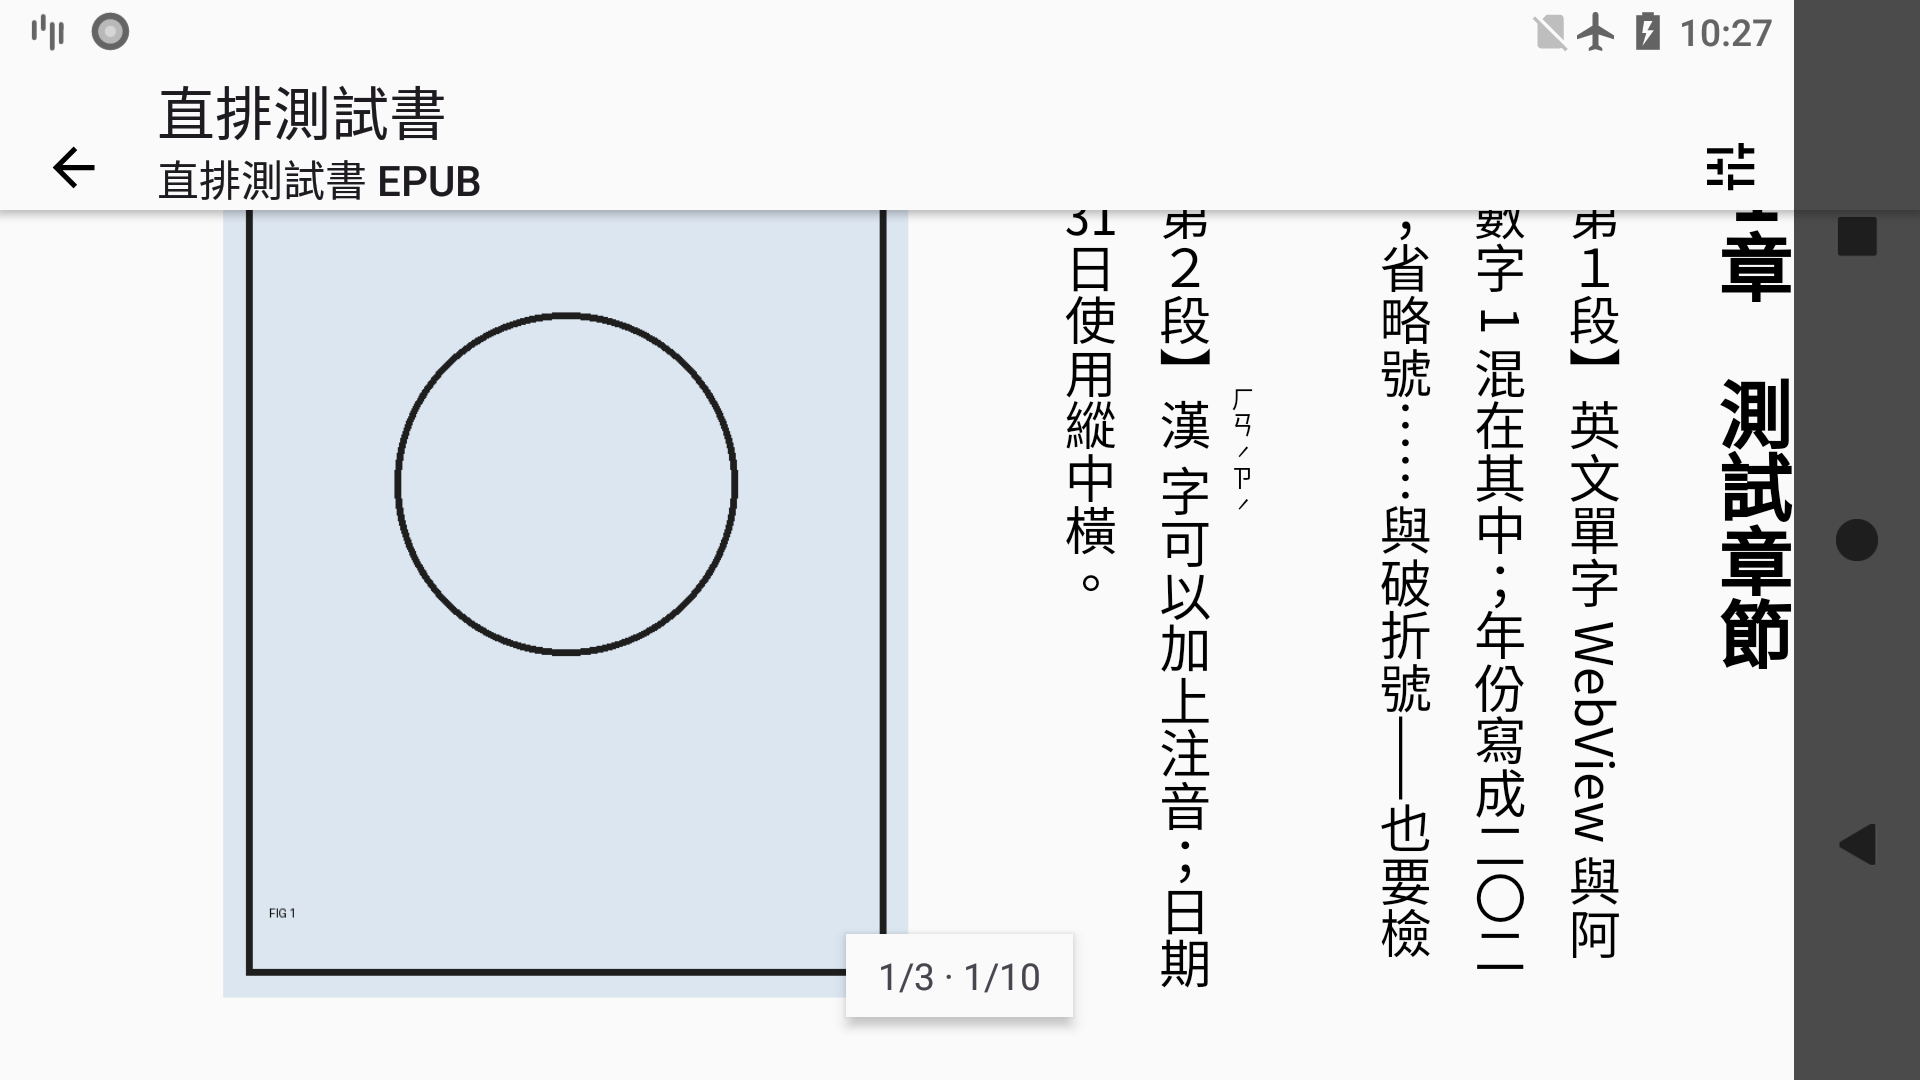 10:27
直排測試書
直排測試書 EPUB
章　測試章節
第１段】英文單字 WebView 與阿
數字 1 混在其中；年份寫成二〇二
，省略號……與破折號——也要檢
第２段】漢字可以加上注音；日期
ㄏㄢˊㄗˊ
31日使用縱中橫。
FIG 1
1/3 · 1/10